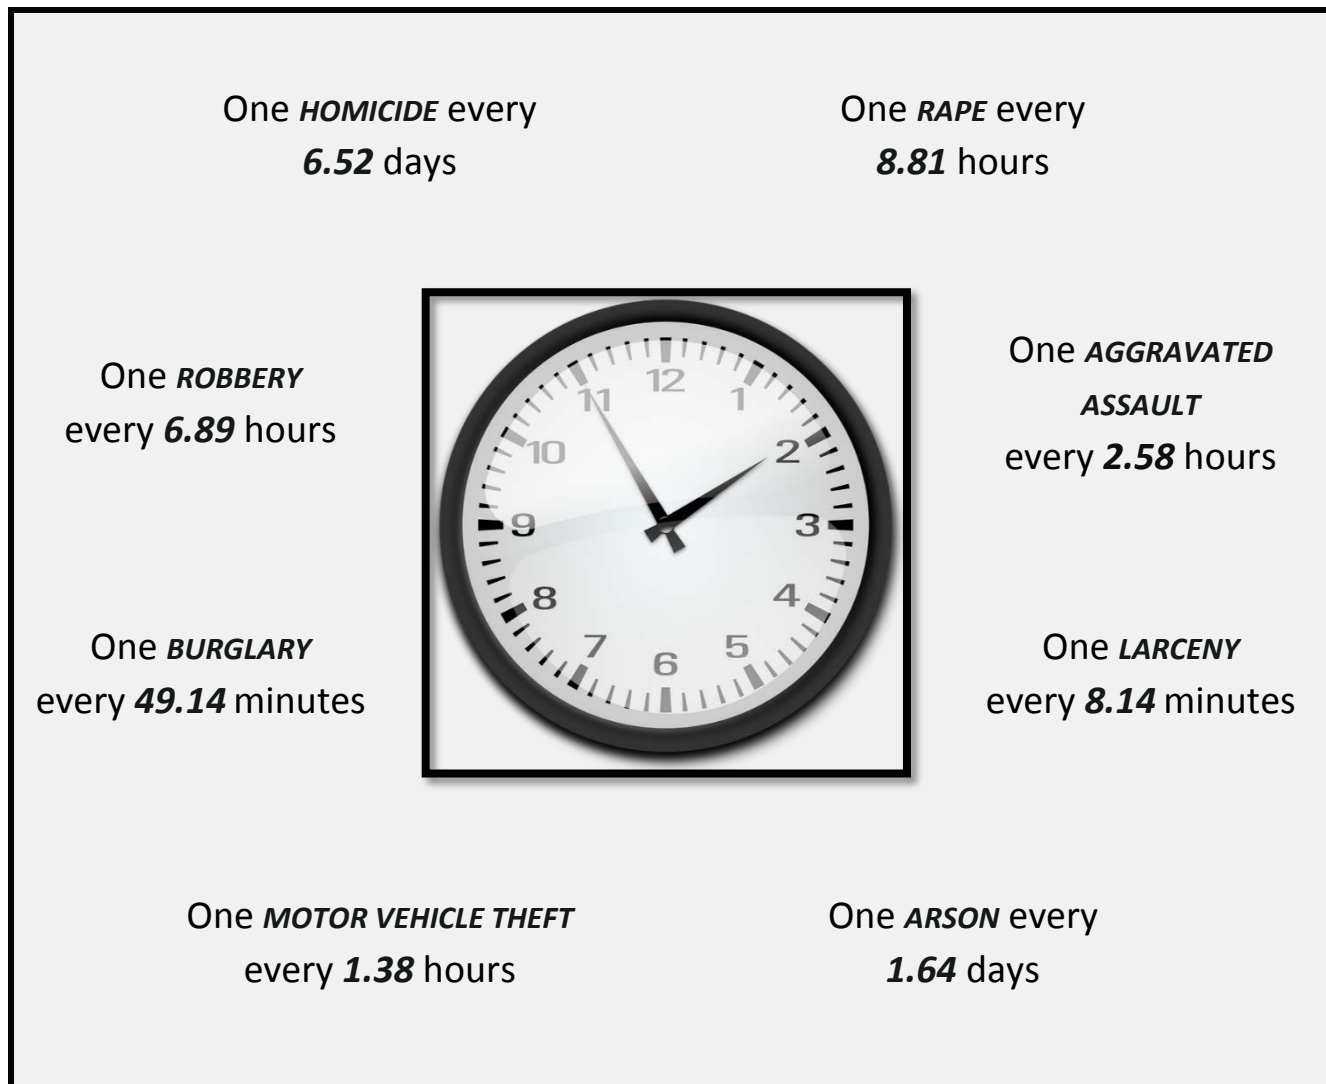 One HOMICIDE every
6.52 days
One RAPE every
8.81 hours
One ROBBERY
every 6.89 hours
One AGGRAVATED
ASSAULT
every 2.58 hours
12
1
2
3
4
5
6
7
8
9
10
11
One BURGLARY
every 49.14 minutes
One LARCENY
every 8.14 minutes
One MOTOR VEHICLE THEFT
every 1.38 hours
One ARSON every
1.64 days